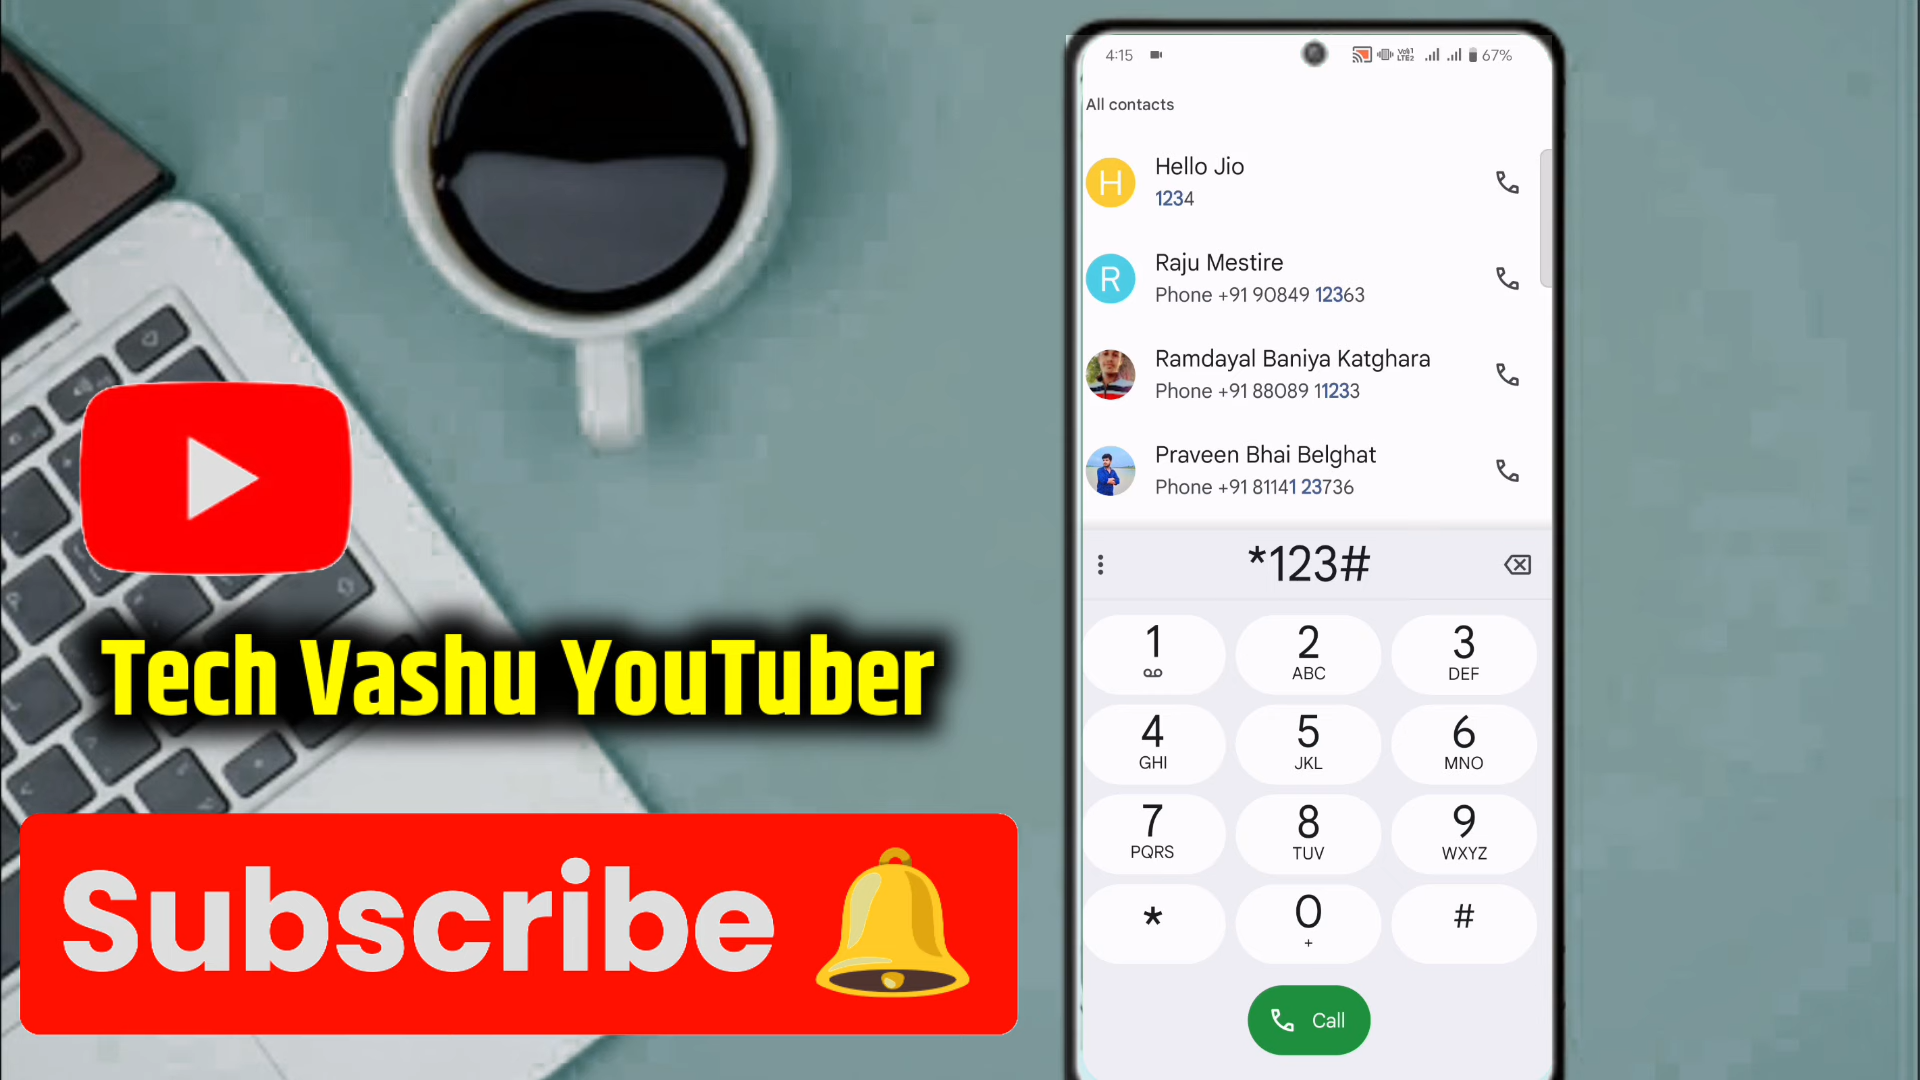 4:15
67%
All contacts
H
Hello Jio
1234
R
Raju Mestire
Phone +91 90849 12363
Ramdayal Baniya Katghara
Phone +91 88089 11233
Praveen Bhai Belghat
Phone +91 81141 23736
*123#
1
2
ABC
3
DEF
4
GHI
5
JKL
6
MNO
7
PQRS
8
TUV
9
WXYZ
*
0
+
#
Call
Tech Vashu YouTuber
Subscribe